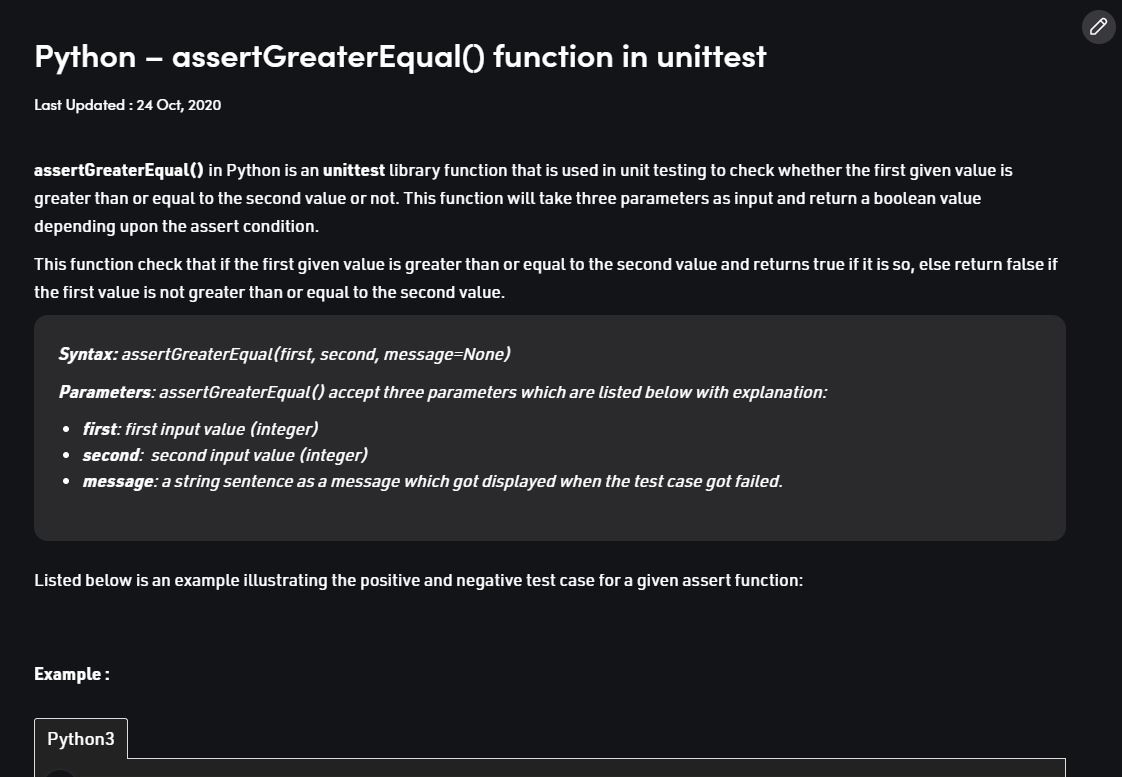 Python – assertGreaterEqual() function in unittest
Last Updated : 24 Oct, 2020
assertGreaterEqual() in Python is an unittest library function that is used in unit testing to check whether the first given value is
greater than or equal to the second value or not. This function will take three parameters as input and return a boolean value
depending upon the assert condition.
This function check that if the first given value is greater than or equal to the second value and returns true if it is so, else return false if
the first value is not greater than or equal to the second value.
Syntax: assertGreaterEqual(first, second, message=None)
Parameters: assertGreaterEqual() accept three parameters which are listed below with explanation:
• first: first input value (integer)
• second:  second input value (integer)
• message: a string sentence as a message which got displayed when the test case got failed.
Listed below is an example illustrating the positive and negative test case for a given assert function:
Example :
Python3